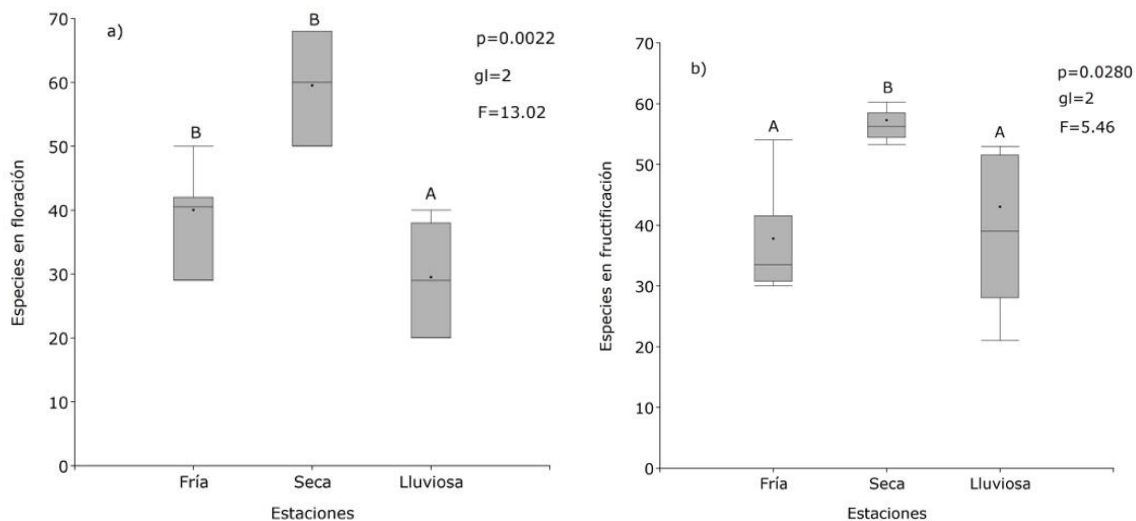 a)
p=0.0022
gl=2
F=13.02
B
B
A
70
60
50
40
30
20
10
0
Especies en floración
Fría
Seca
Lluviosa
Estaciones
b)
p=0.0280
gl=2
F=5.46
A
B
A
70
60
50
40
30
20
10
0
Especies en fructificación
Fría
Seca
Lluviosa
Estaciones